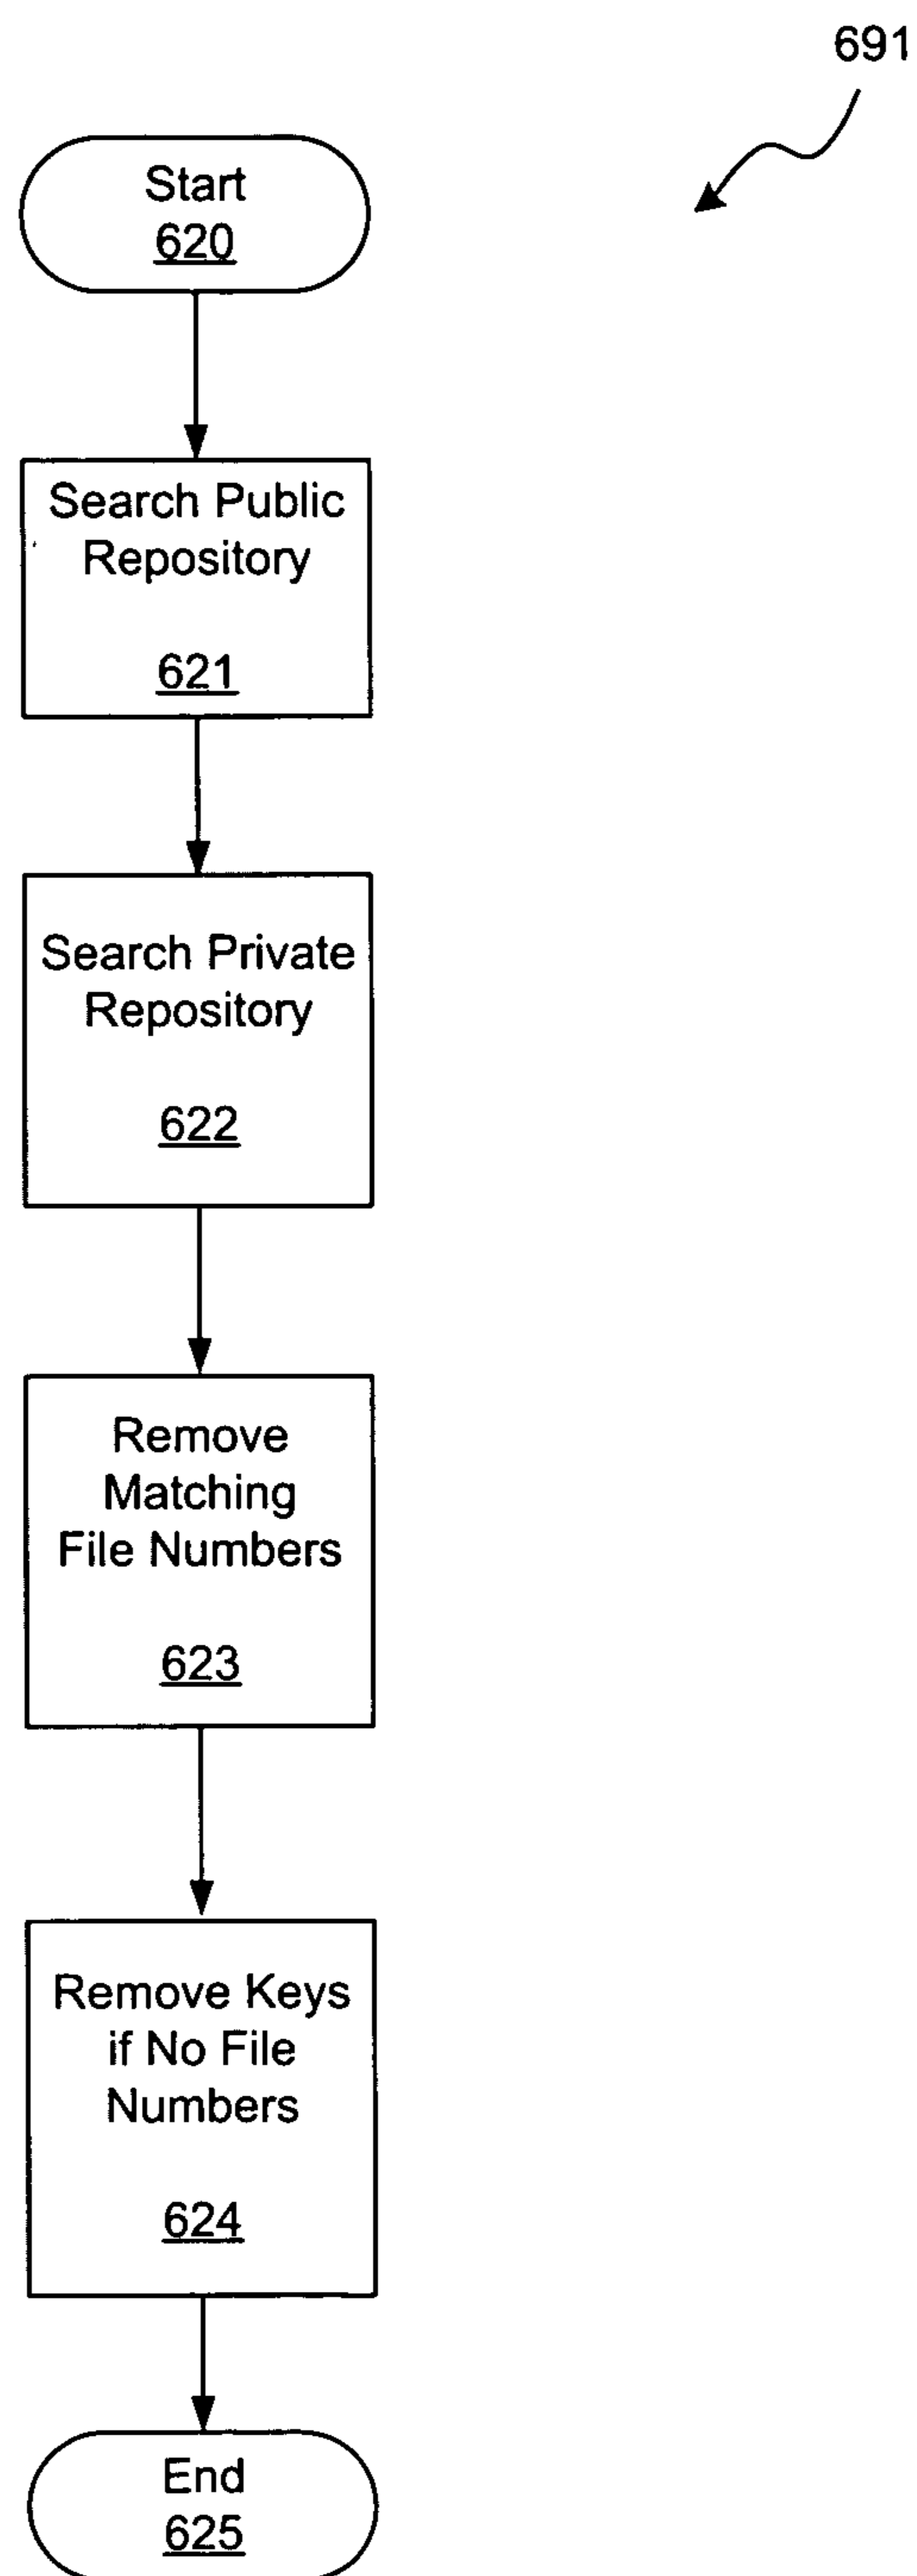 691
Start
620
Search Public
Repository
621
Search Private
Repository
622
Remove
Matching
File Numbers
623
Remove Keys
if No File
Numbers
624
End
625